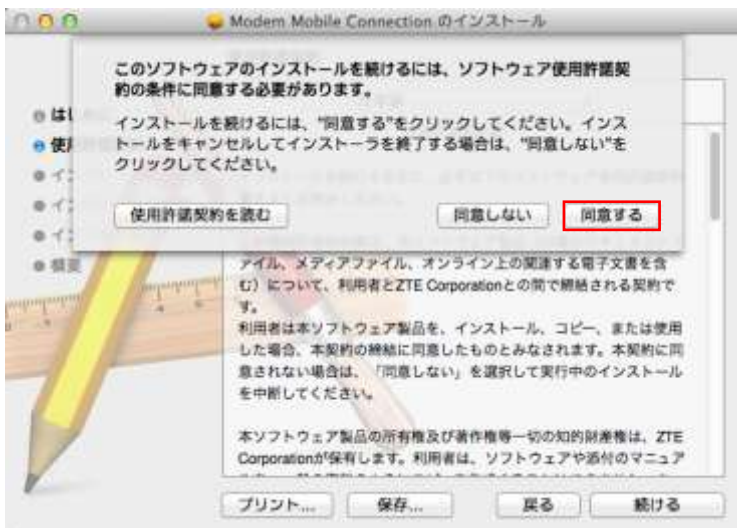 Modem Mobile Connection のインストール
このソフトウェアのインストールを続けるには、ソフトウェア使用許諾契
約の条件に同意する必要があります。
インストールを続けるには、"同意する"をクリックしてください。インス
トールをキャンセルしてインストーラを終了する場合は、"同意しない"を
クリックしてください。
使用許諾契約を読む
同意しない
同意する
は
使
イ
イ
イ
概要
ァイル、メディアファイル、オンライン上の関連する電子文書を含
む）について、利用者とZTE Corporationとの間で締結される契約で
す。
利用者は本ソフトウェア製品を、インストール、コピー、または使用
した場合、本契約の締結に同意したものとみなされます。本契約に同
意されない場合は、「同意しない」を選択して実行中のインストール
を中断してください。
本ソフトウェア製品の所有権及び著作権等一切の知的財産権は、ZTE
Corporationが保有します。利用者は、ソフトウェアや添付のマニュア
プリント...
保存...
戻る
続ける